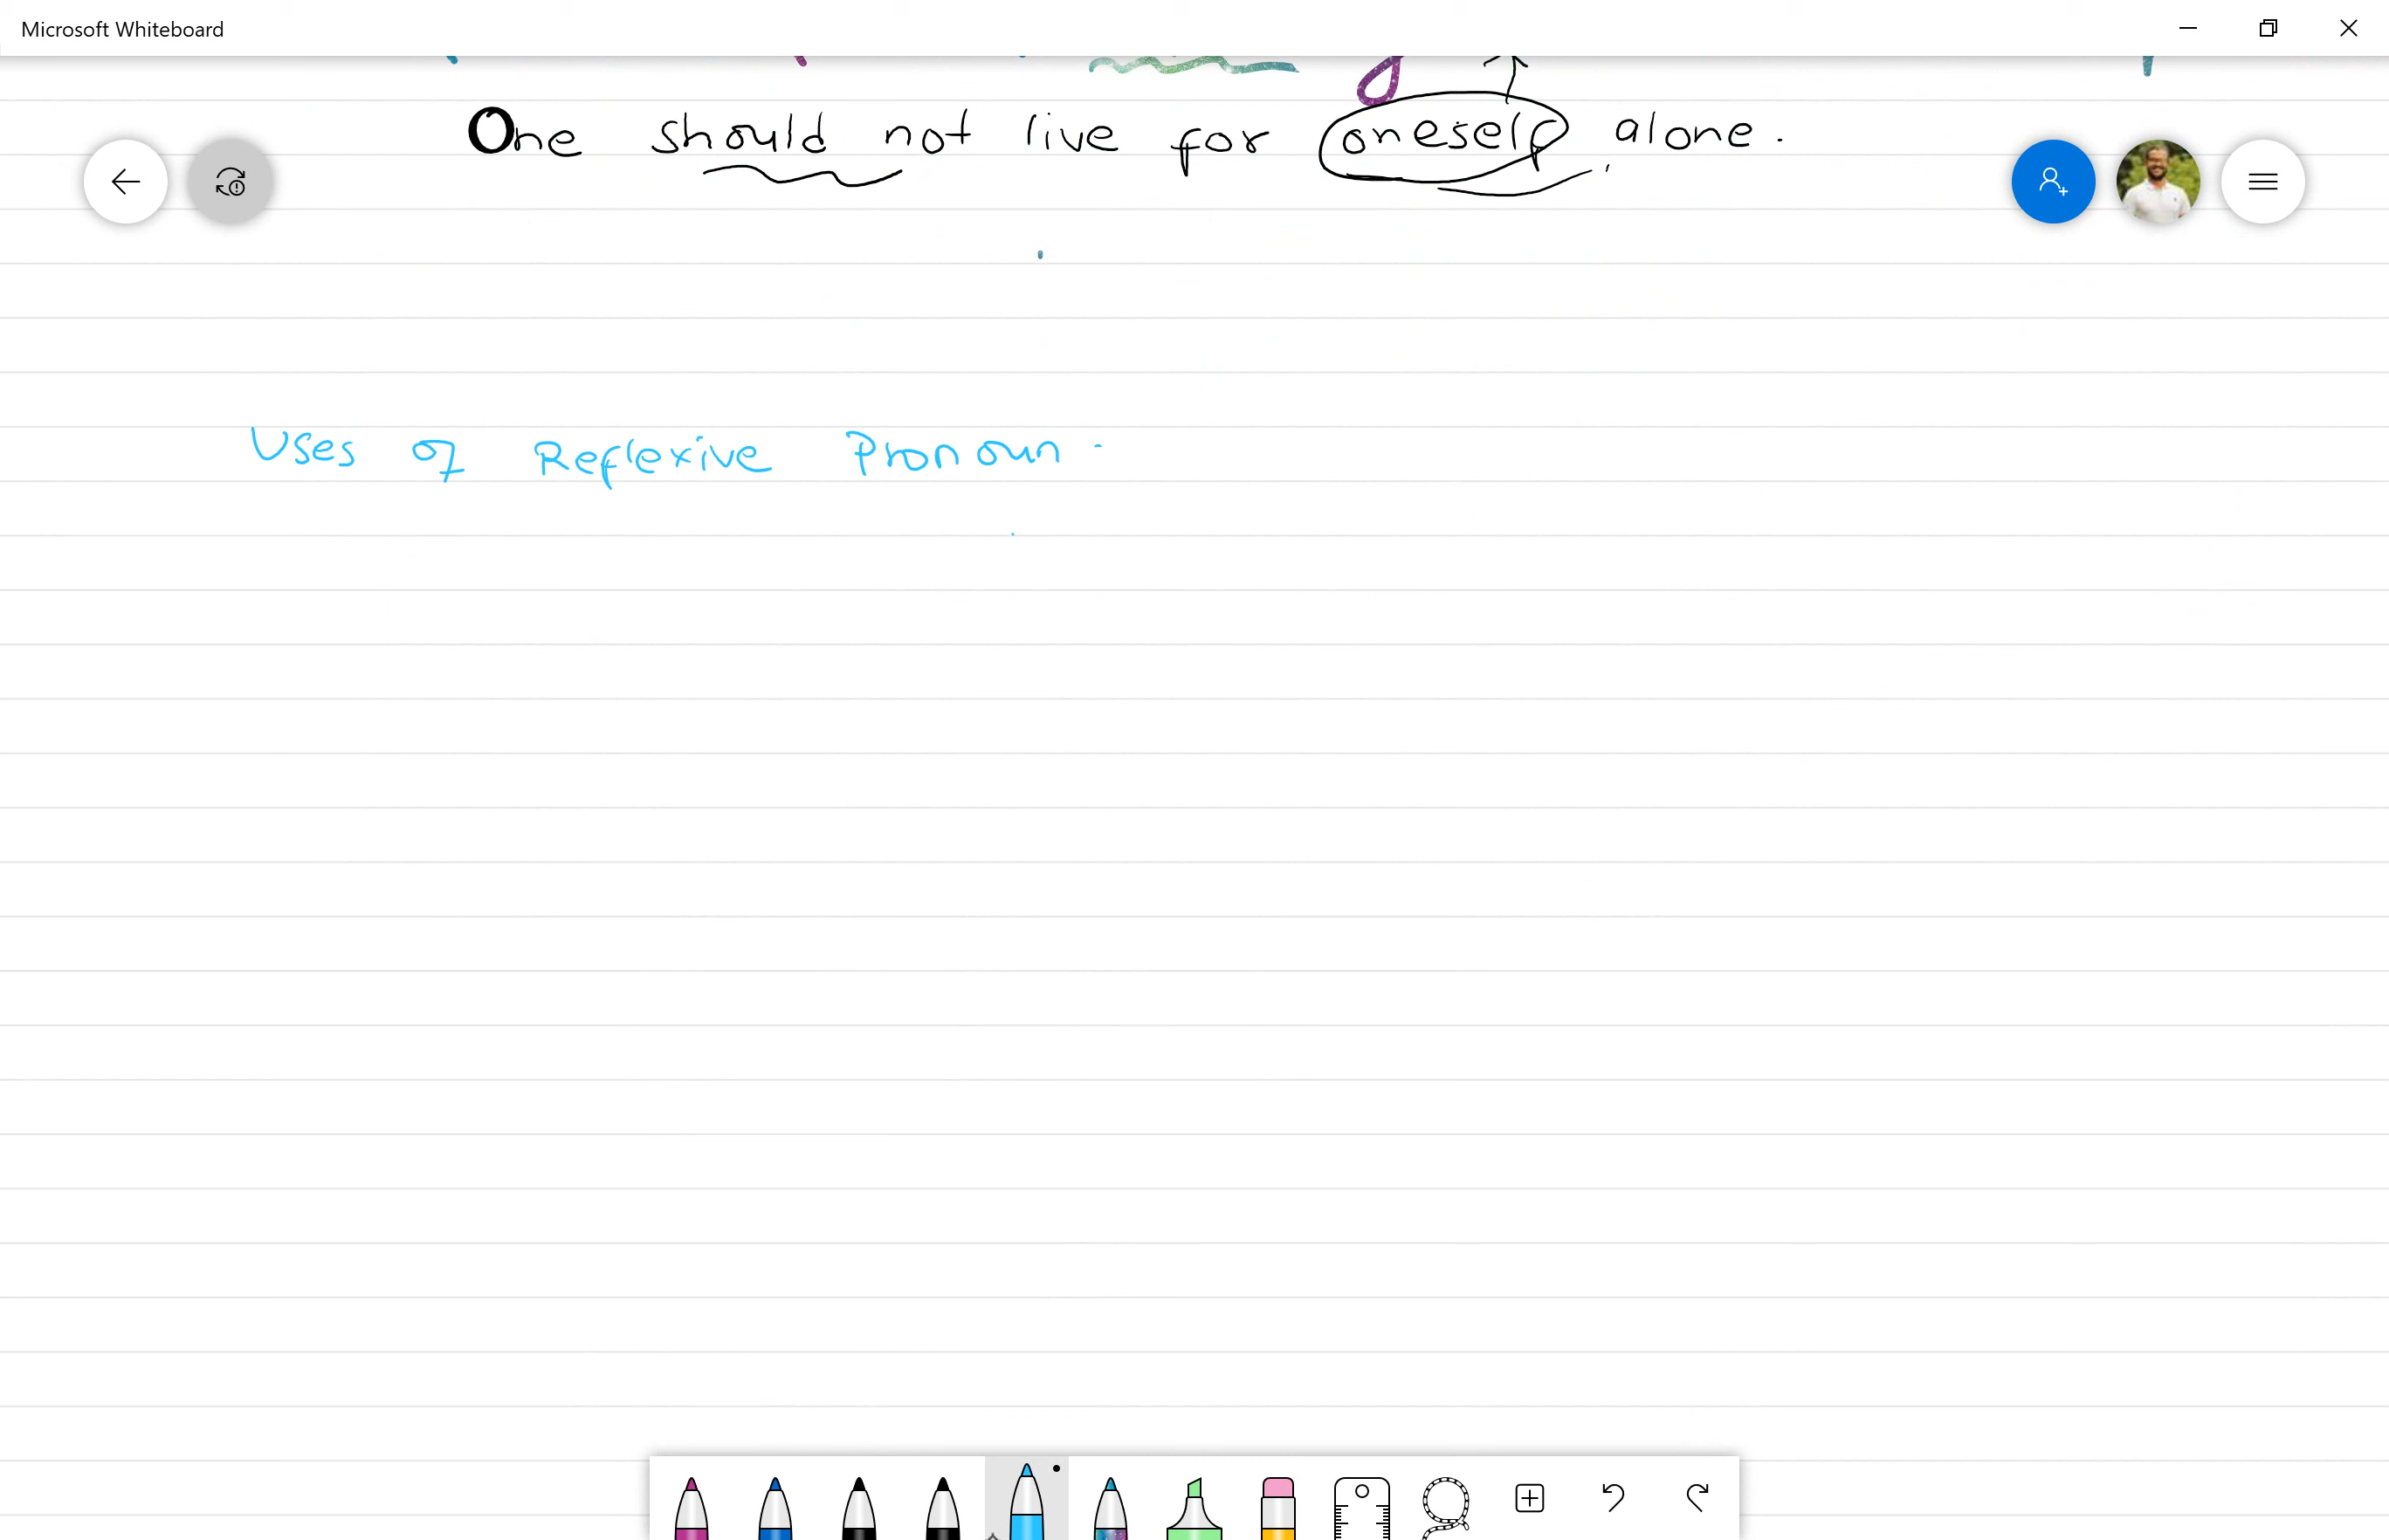 Microsoft Whiteboard
One should not live for oneself alone.
Uses of Reflexive Pronoun -